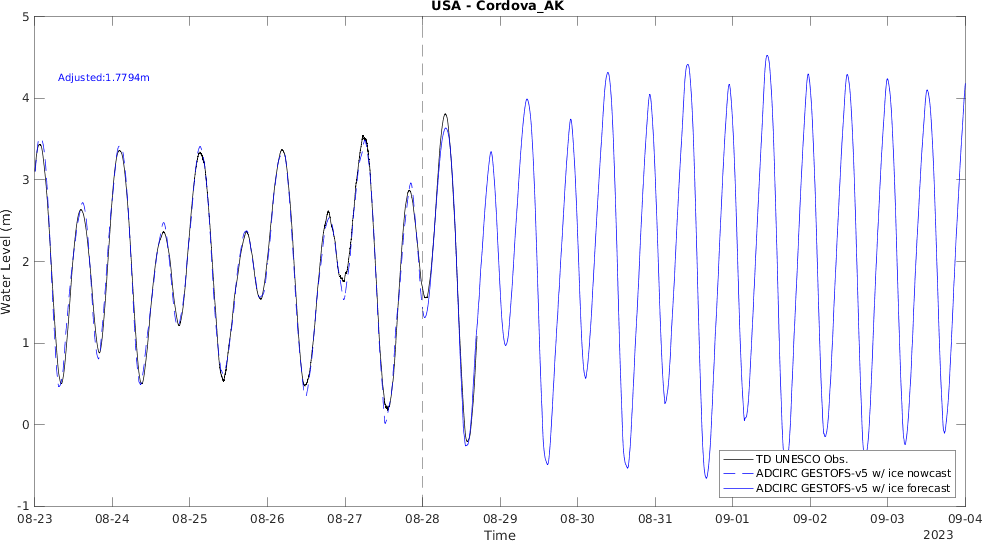 USA - Cordova_AK
Adjusted:1.7794m
Water Level (m)
5
4
3
2
1
0
-1
08-23 08-24 08-25 08-26 08-27 08-28 08-29 08-30 08-31 09-01 09-02 09-03 09-04
Time
2023
TD UNESCO Obs.
ADCIRC GESTOFS-v5 w/ ice nowcast
ADCIRC GESTOFS-v5 w/ ice forecast